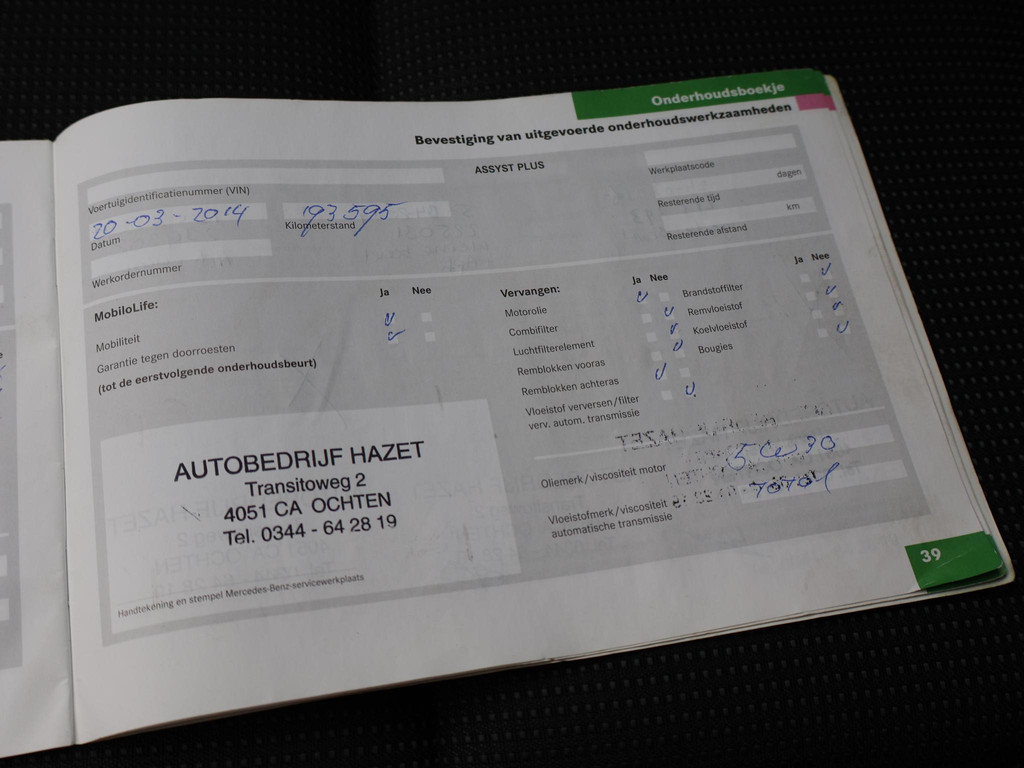 Onderhoudsboekje
Bevestiging van uitgevoerde onderhoudswerkzaamheden
ASSYST PLUS
Voertuigidentificatienummer (VIN)
20-03-2014
Datum
193595
Kilometerstand
Werkordernummer
Werkplaatscode
dagen
Resterende tijd
km
Resterende afstand
MobiloLife:
Ja Nee
Mobiliteit
Garantie tegen doorroesten
(tot de eerstvolgende onderhoudsbeurt)
Vervangen:
Ja Nee
Motorolie
Combifilter
Luchtfilterelement
Remblokken vooras
Remblokken achteras
Vloeistof verversen/filter
verv. autom. transmissie
Ja Nee
Brandstoffilter
Remvloeistof
Koelvloeistof
Bougies
Oliemerk/viscositeit motor
Vloeistofmerk/viscositeit
automatische transmissie
Total
AUTOBEDRIJF HAZET
Transitoweg 2
4051 CA OCHTEN
Tel. 0344 - 64 28 19
Handtekening en stempel Mercedes-Benz-servicewerkplaats
39